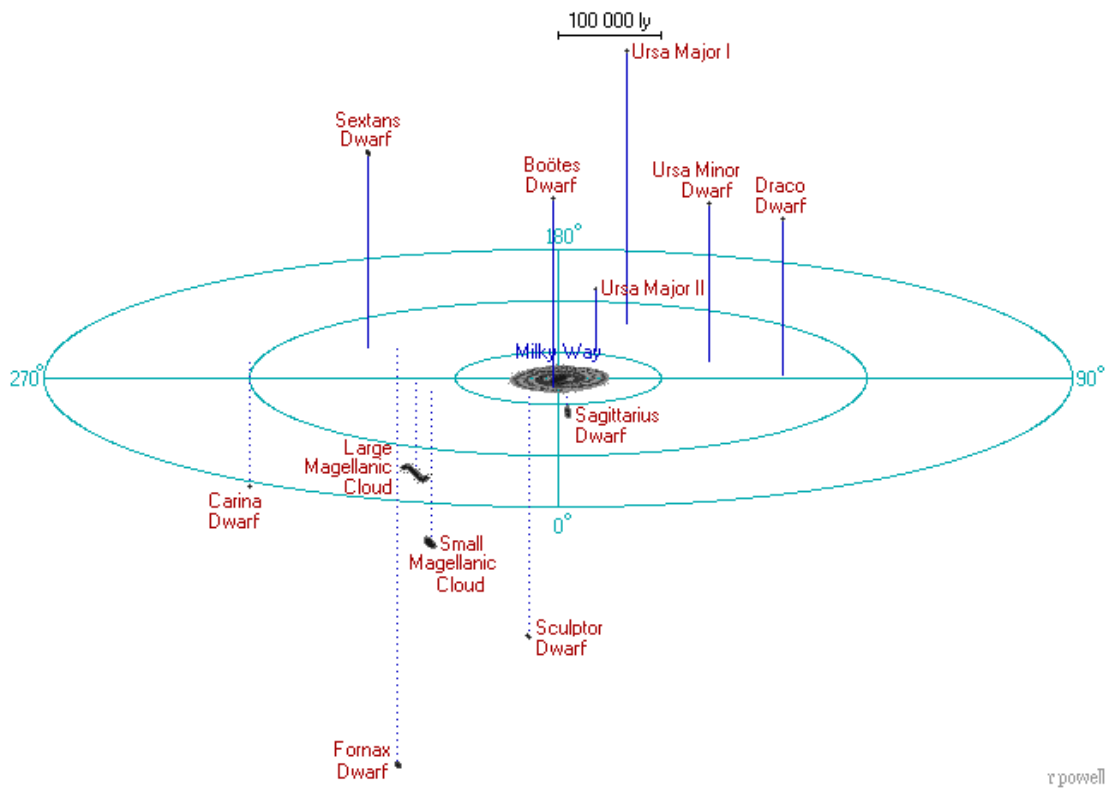 100 000 ly
Ursa Major I
Sextans
Dwarf
Boötes
Dwarf
Ursa Minor
Dwarf
Draco
Dwarf
180°
Ursa Major II
Milky Way
270°
90°
Sagittarius
Dwarf
Large
Magellanic
Cloud
Carina
Dwarf
0°
Small
Magellanic
Cloud
Sculptor
Dwarf
Fornax
Dwarf
r powell